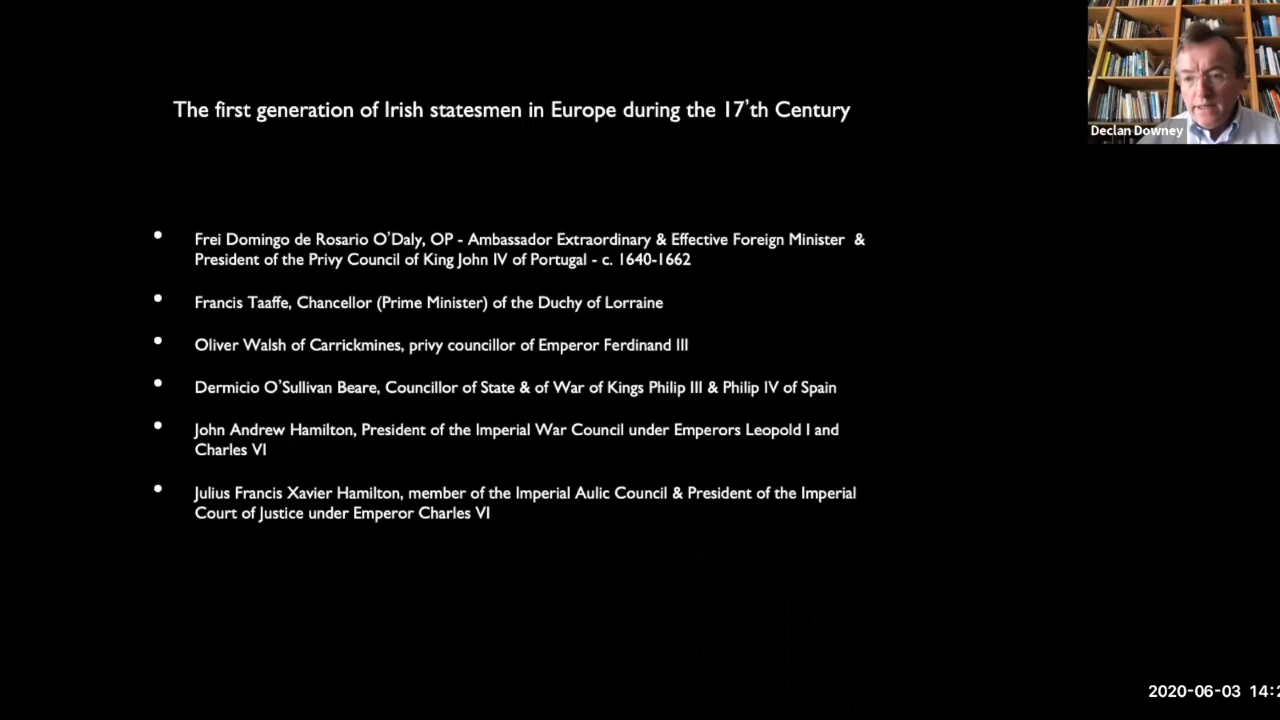 The first generation of Irish statesmen in Europe during the 17'th Century
Declan Downey
• Frei Domingo de Rosario O'Daly, OP - Ambassador Extraordinary & Effective Foreign Minister &
President of the Privy Council of King John IV of Portugal - c. 1640-1662
• Francis Taaffe, Chancellor (Prime Minister) of the Duchy of Lorraine
• Oliver Walsh of Carrickmines, privy councillor of Emperor Ferdinand III
• Dermicio O'Sullivan Beare, Councillor of State & of War of Kings Philip III & Philip IV of Spain
• John Andrew Hamilton, President of the Imperial War Council under Emperors Leopold I and
Charles VI
• Julius Francis Xavier Hamilton, member of the Imperial Aulic Council & President of the Imperial
Court of Justice under Emperor Charles VI
2020-06-03